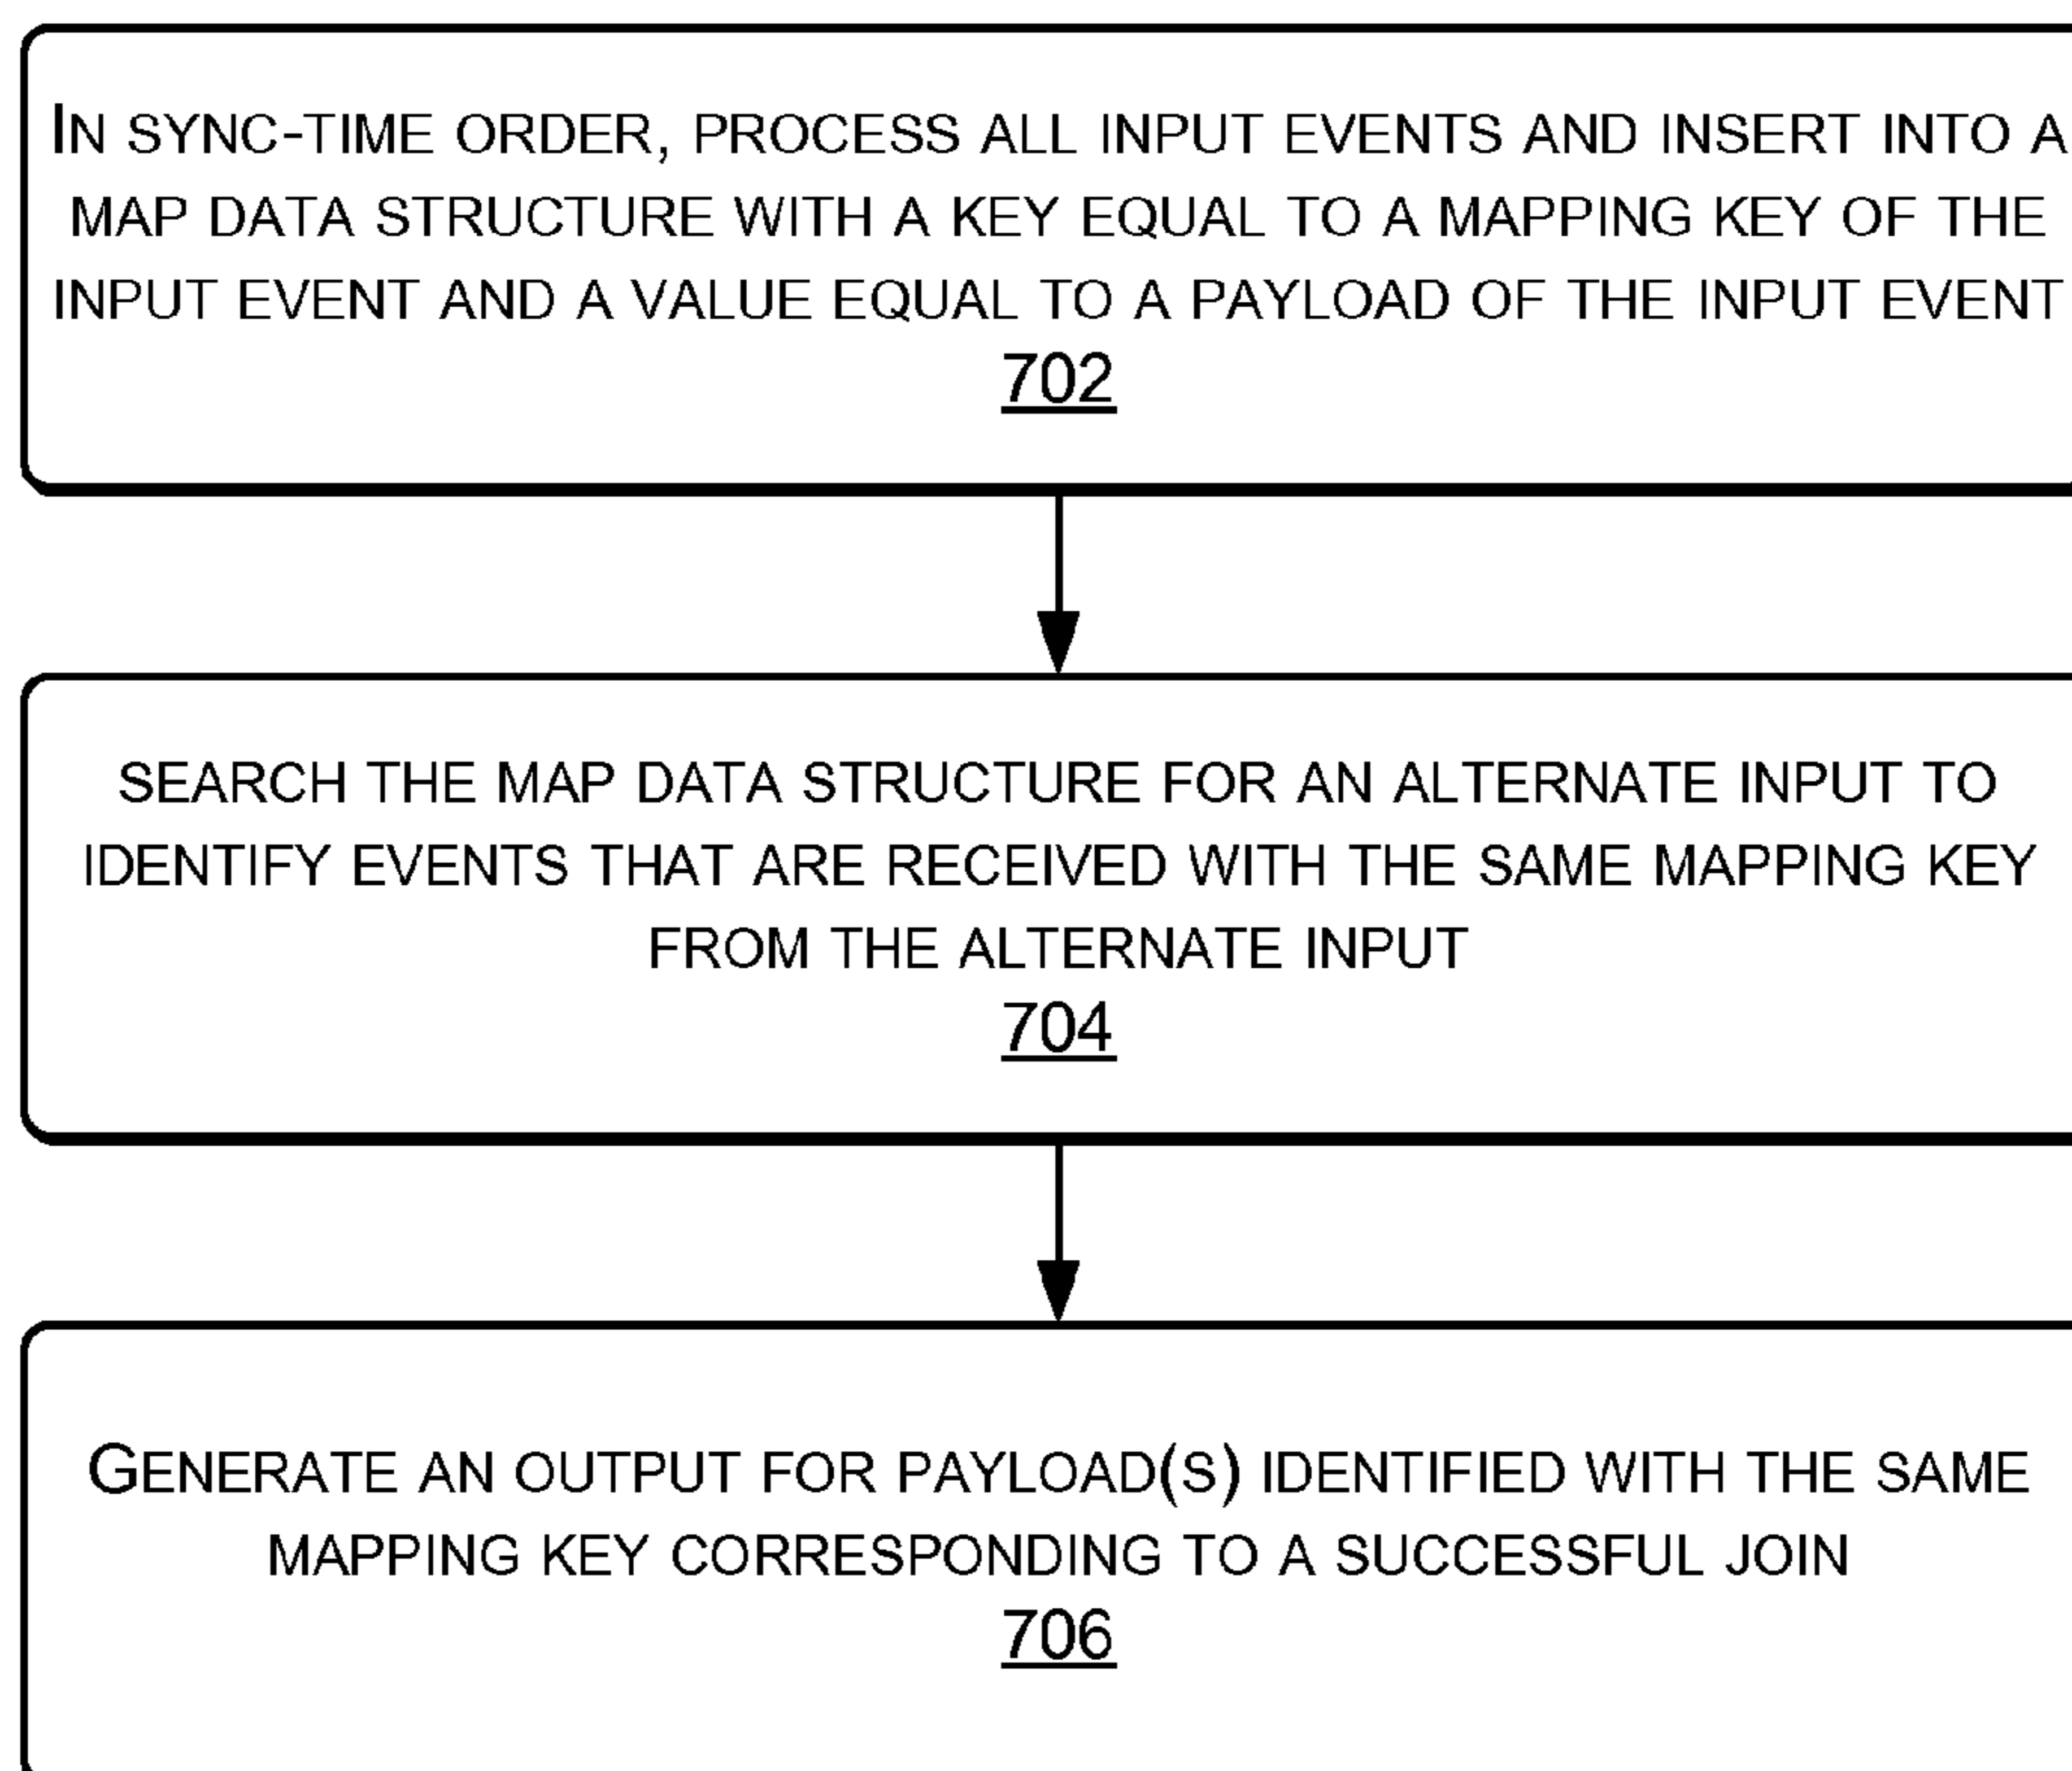 IN SYNC-TIME ORDER, PROCESS ALL INPUT EVENTS AND INSERT INTO A
MAP DATA STRUCTURE WITH A KEY EQUAL TO A MAPPING KEY OF THE
INPUT EVENT AND A VALUE EQUAL TO A PAYLOAD OF THE INPUT EVENT
702
SEARCH THE MAP DATA STRUCTURE FOR AN ALTERNATE INPUT TO
IDENTIFY EVENTS THAT ARE RECEIVED WITH THE SAME MAPPING KEY
FROM THE ALTERNATE INPUT
704
GENERATE AN OUTPUT FOR PAYLOAD(S) IDENTIFIED WITH THE SAME
MAPPING KEY CORRESPONDING TO A SUCCESSFUL JOIN
706